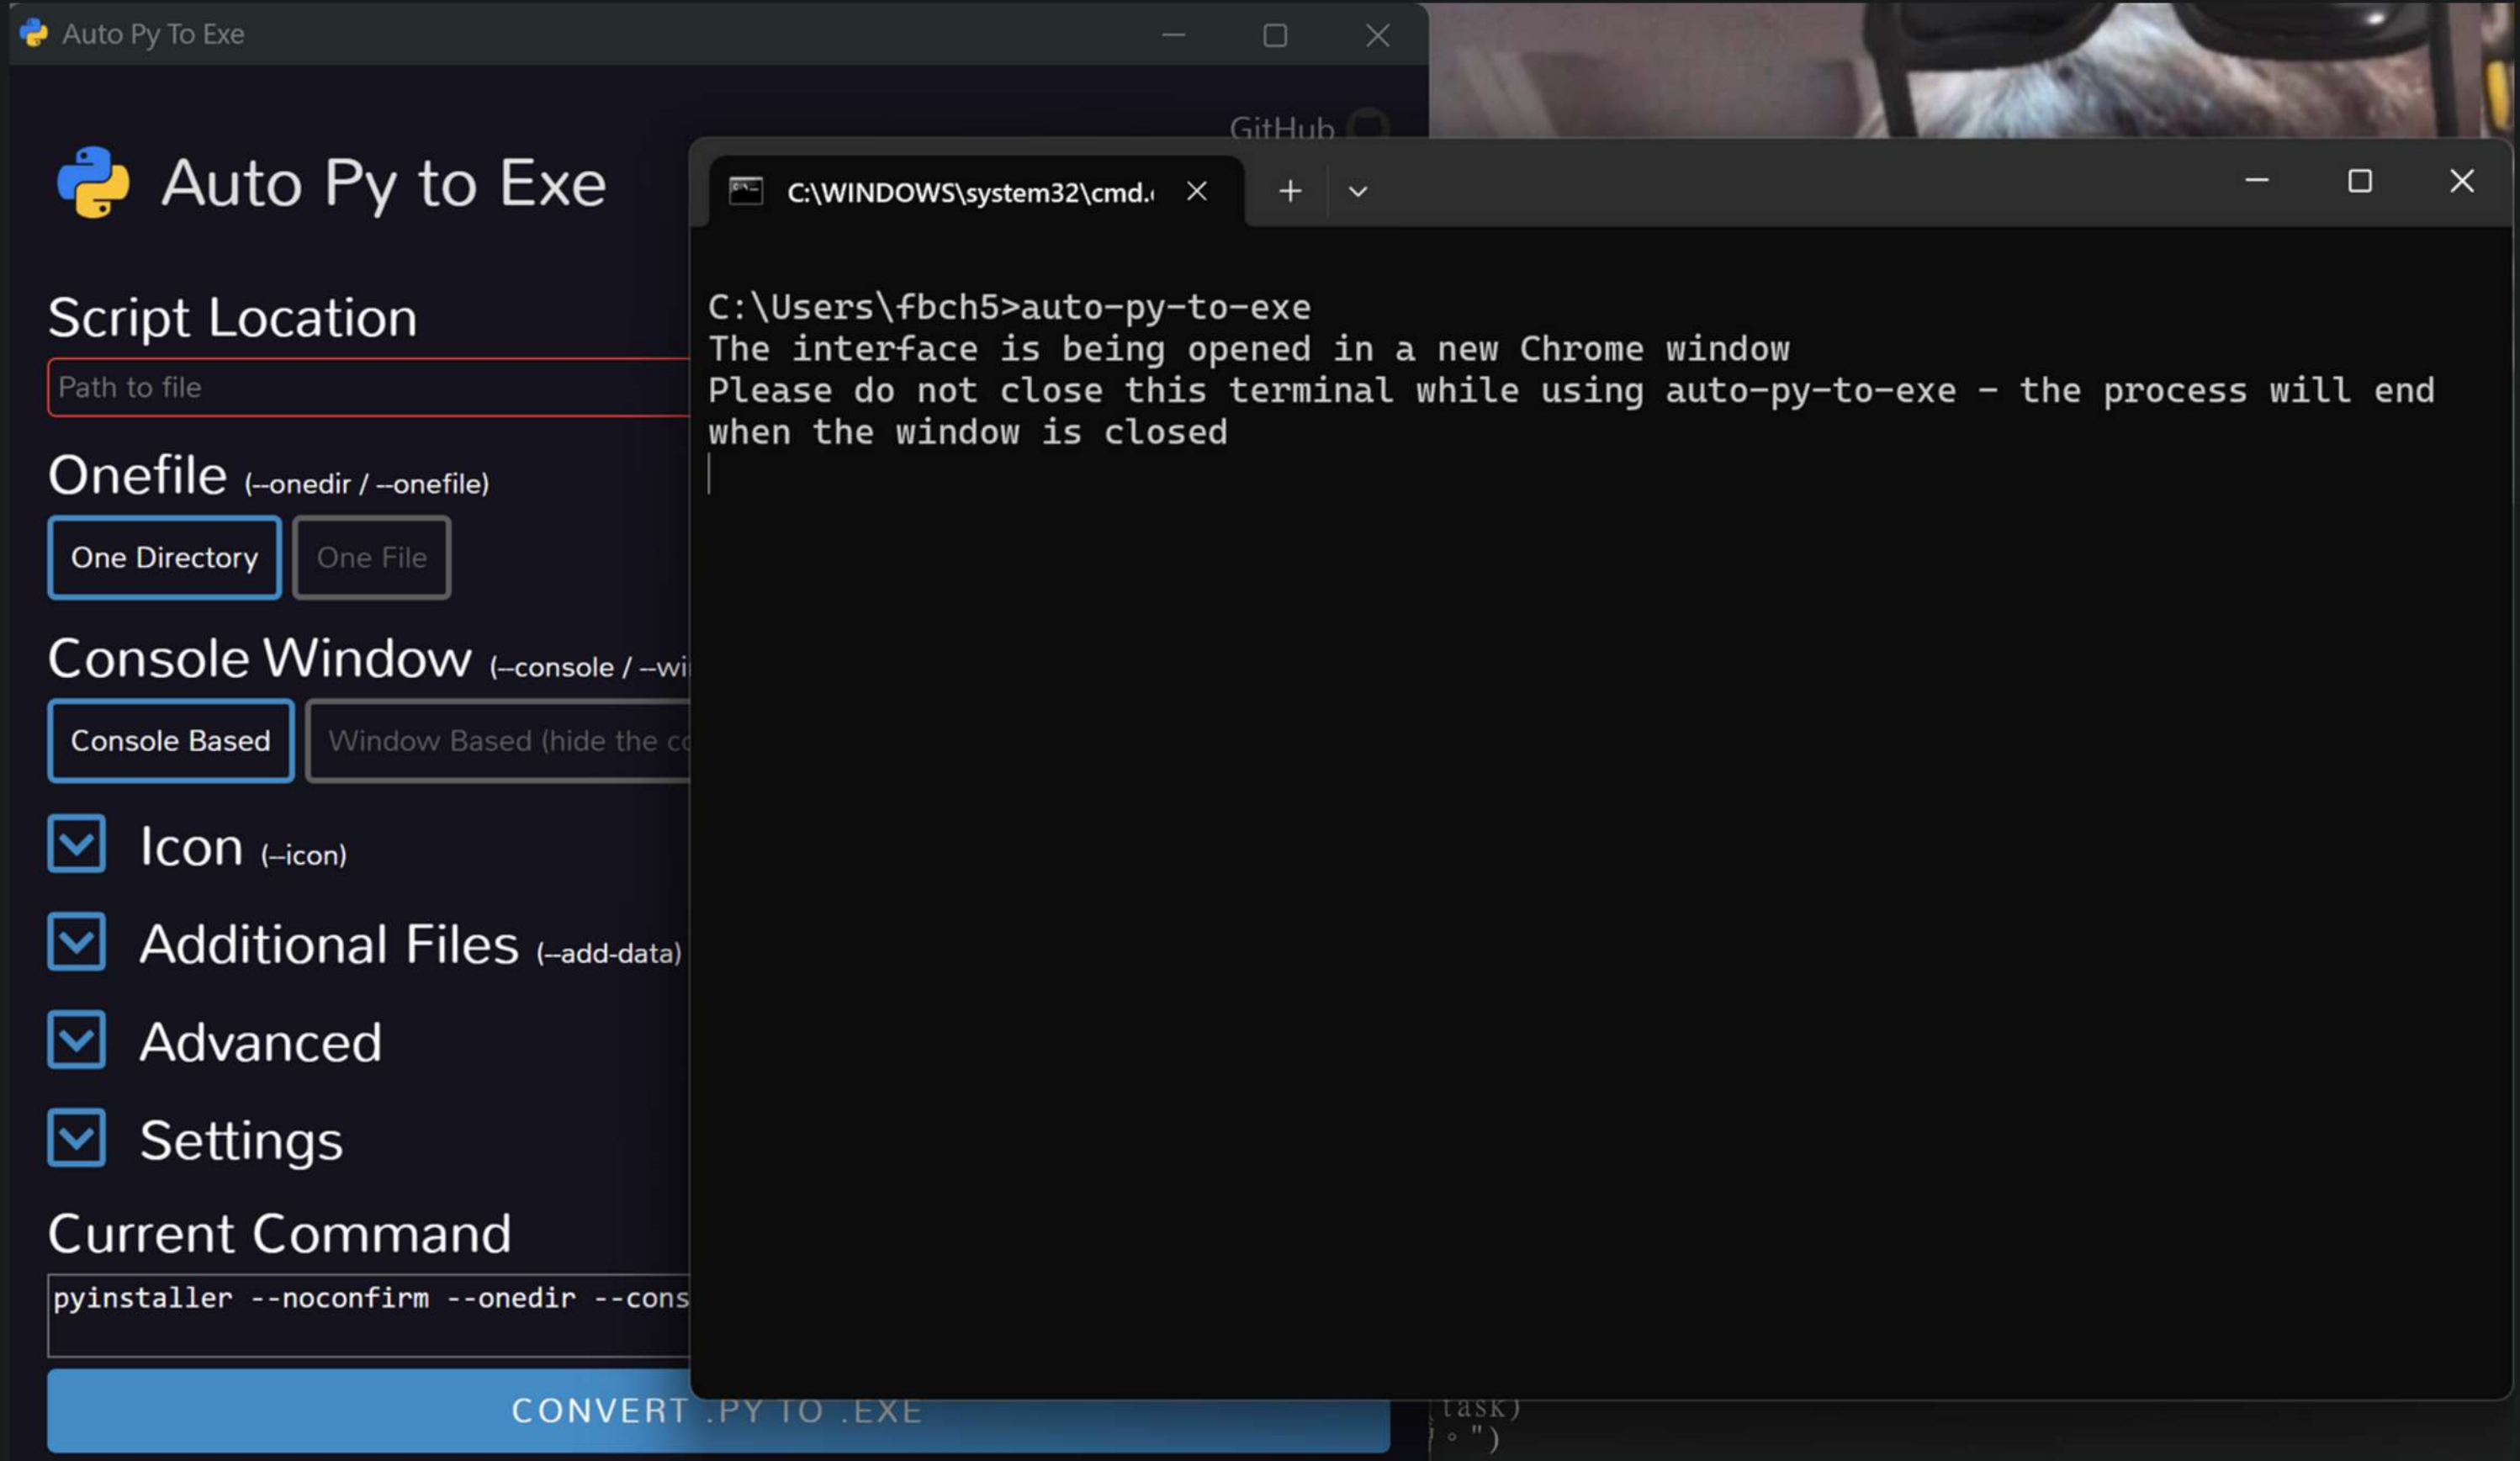 Auto Py To Exe
GitHub
Auto Py to Exe
Script Location
Path to file
Onefile (--onedir / --onefile)
One Directory One File
Console Window (--console / --wi
Console Based Window Based (hide the co
Icon (--icon)
Additional Files (--add-data)
Advanced
Settings
Current Command
pyinstaller --noconfirm --onedir --cons
CONVERT .PY TO .EXE
C:\WINDOWS\system32\cmd.
C:\Users\fbch5>auto-py-to-exe
The interface is being opened in a new Chrome window
Please do not close this terminal while using auto-py-to-exe - the process will end
when the window is closed
task)
。")